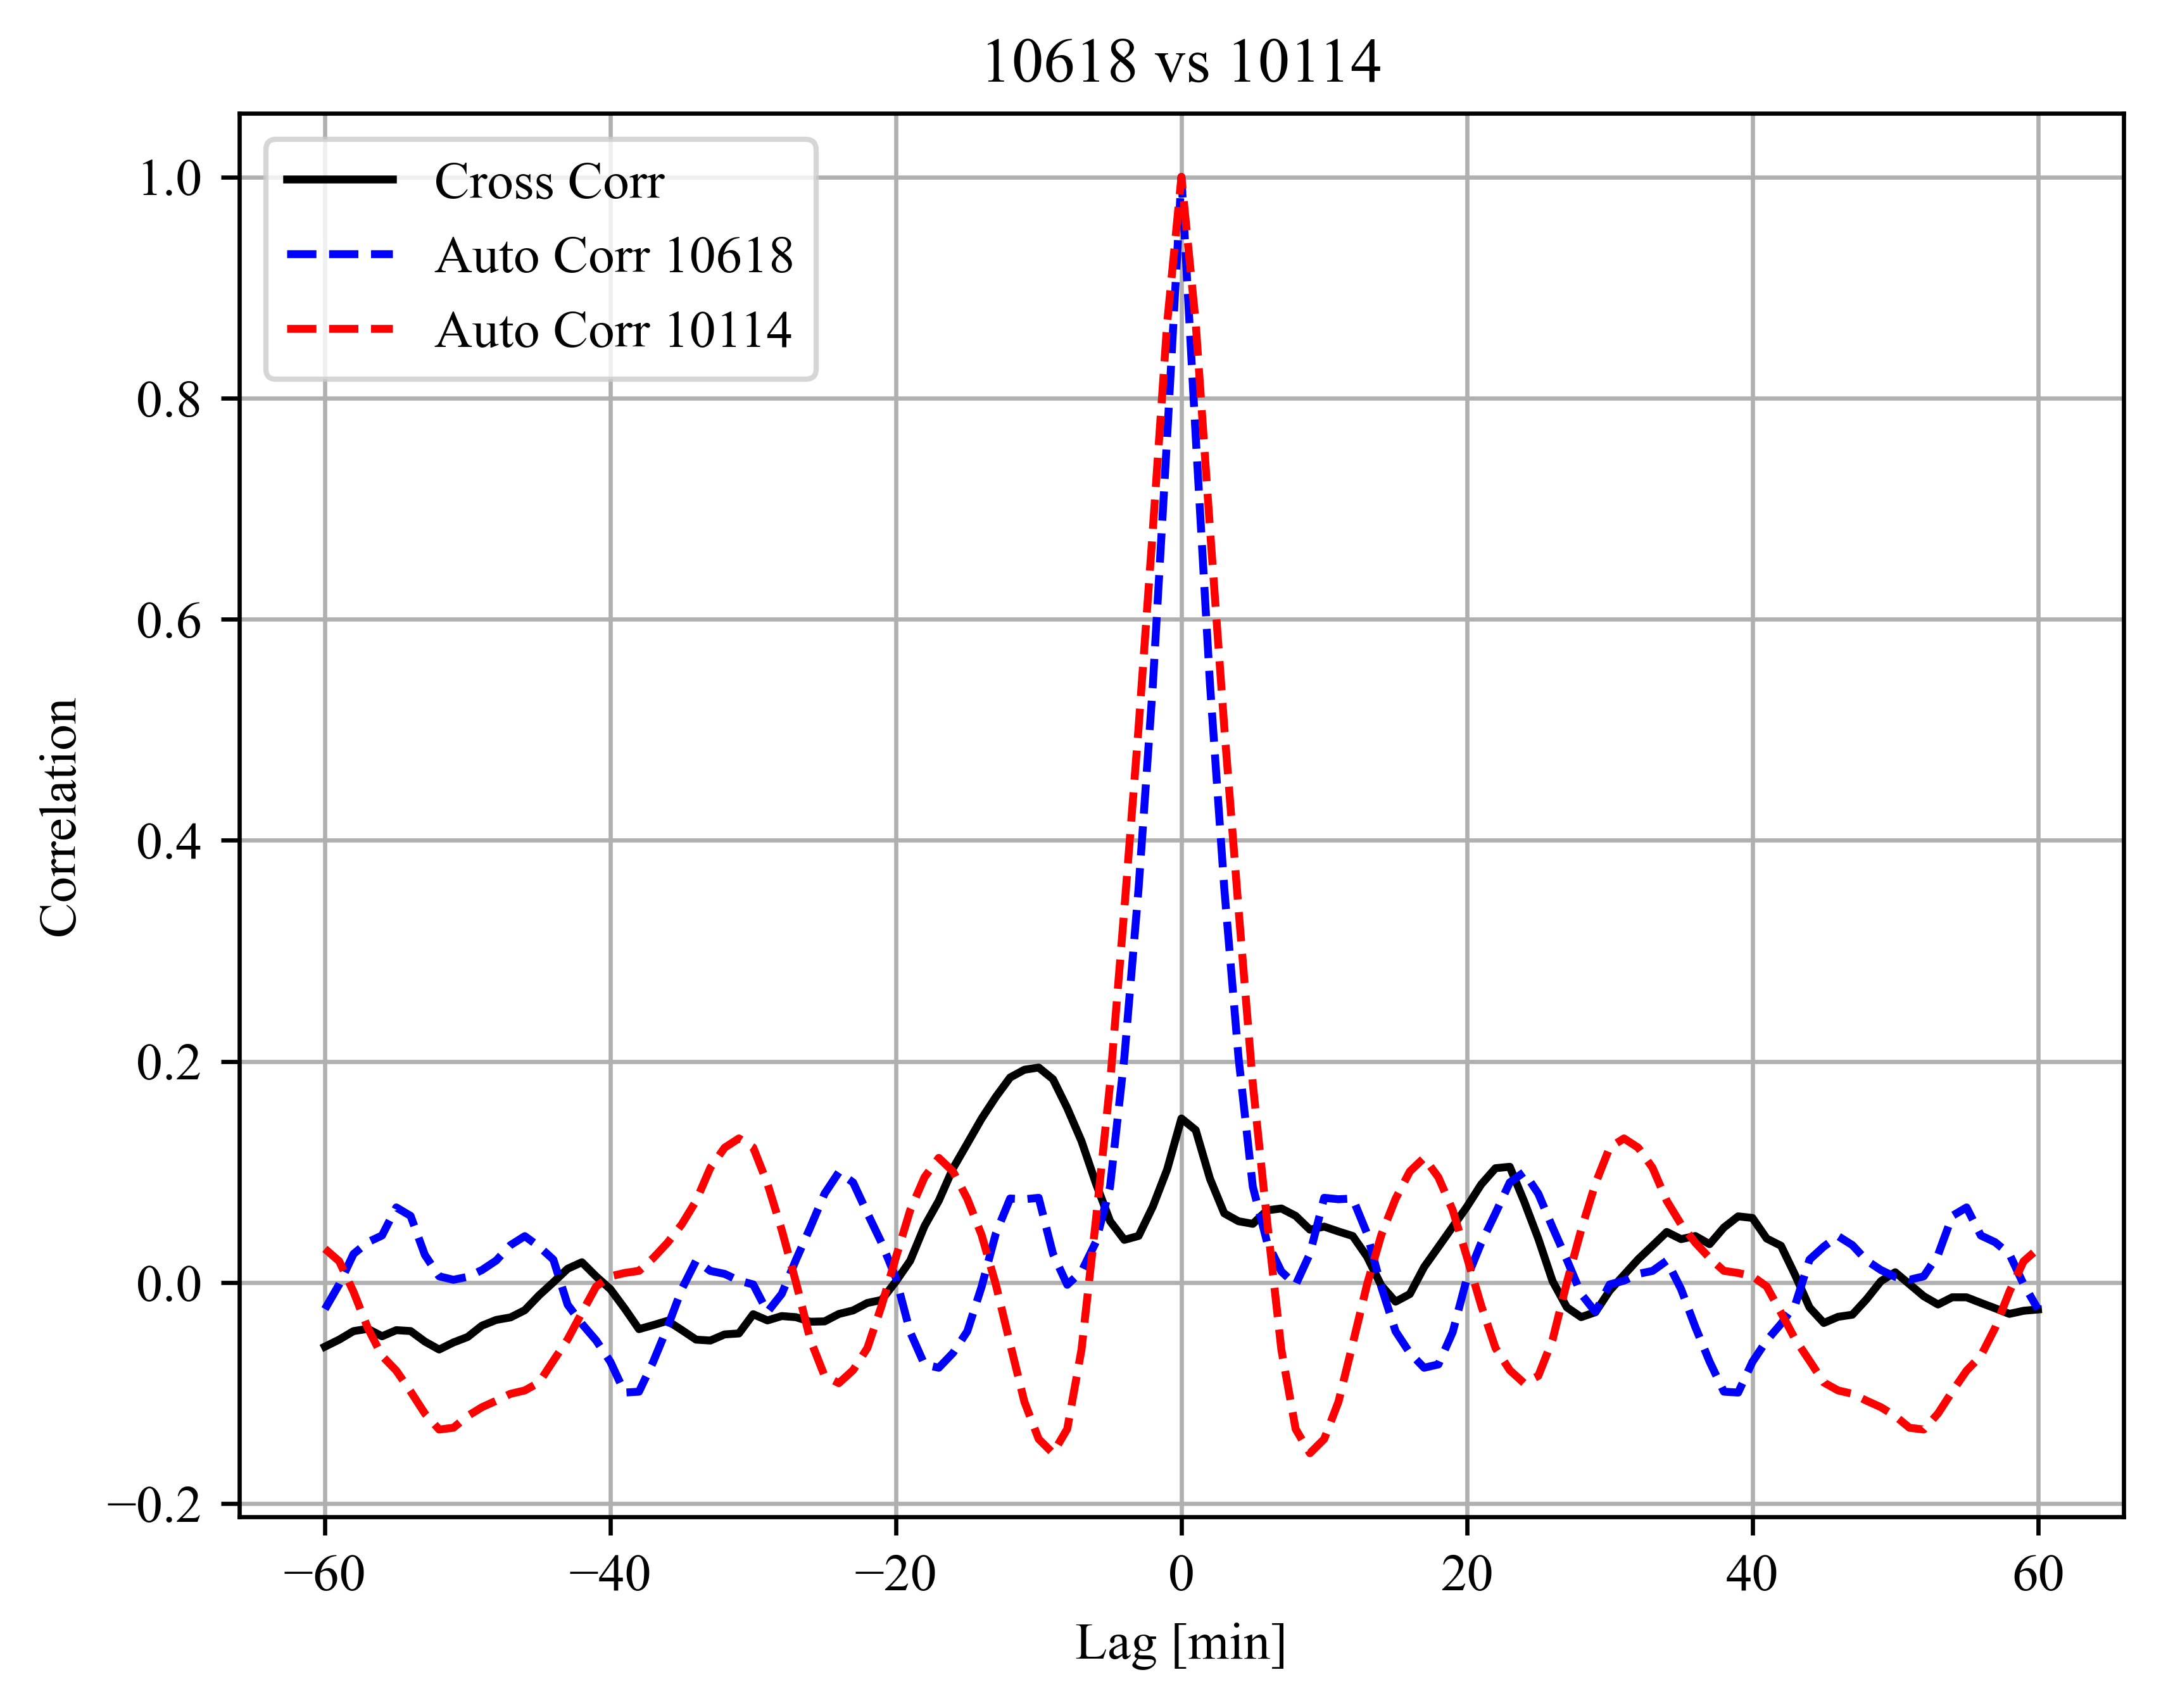 10618 vs 10114
Cross Corr
Auto Corr 10618
Auto Corr 10114
1.0
0.8
0.6
0.4
0.2
0.0
−0.2
Correlation
−60 −40 −20 0 20 40 60
Lag [min]